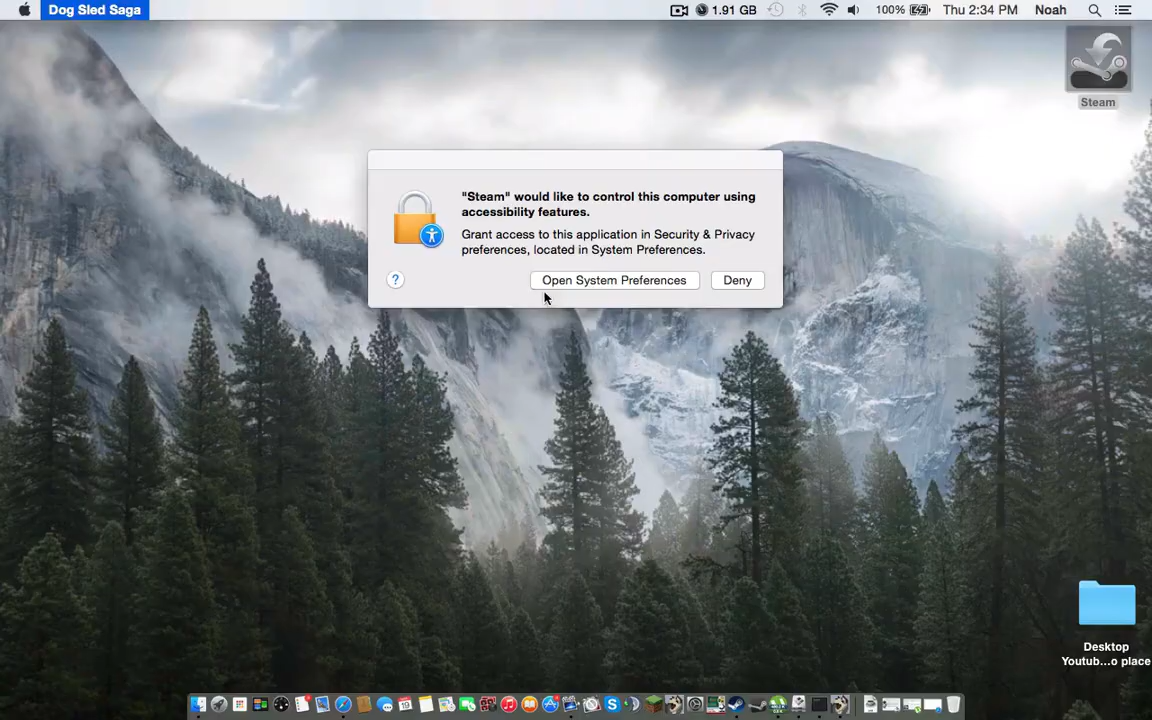 Dog Sled Saga
1.91 GB
100%
Thu 2:34 PM
Noah
Steam
"Steam" would like to control this computer using
accessibility features.
Grant access to this application in Security & Privacy
preferences, located in System Preferences.
?
Open System Preferences
Deny
Desktop
Youtub...o place